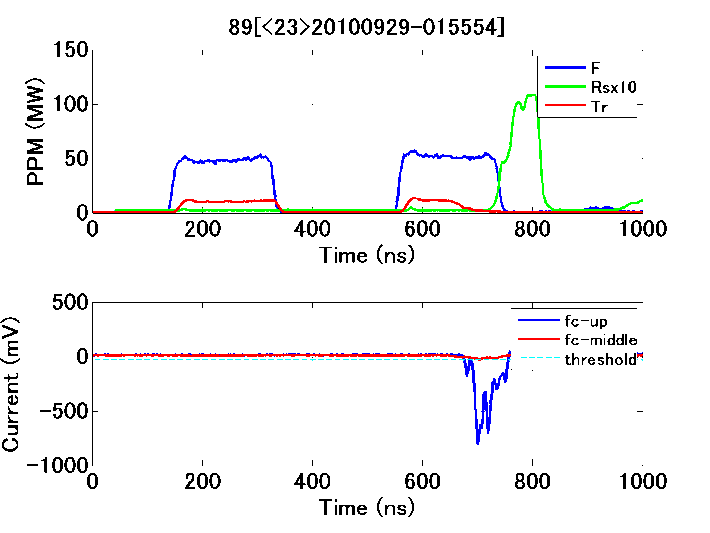 89[<23>20100929-015554]
150
100
50
0
PPM (MW)
F
Rsx10
Tr
0 200 400 600 800 1000
Time (ns)
500
0
-500
-1000
Current (mV)
fc-up
fc-middle
threshold
0 200 400 600 800 1000
Time (ns)